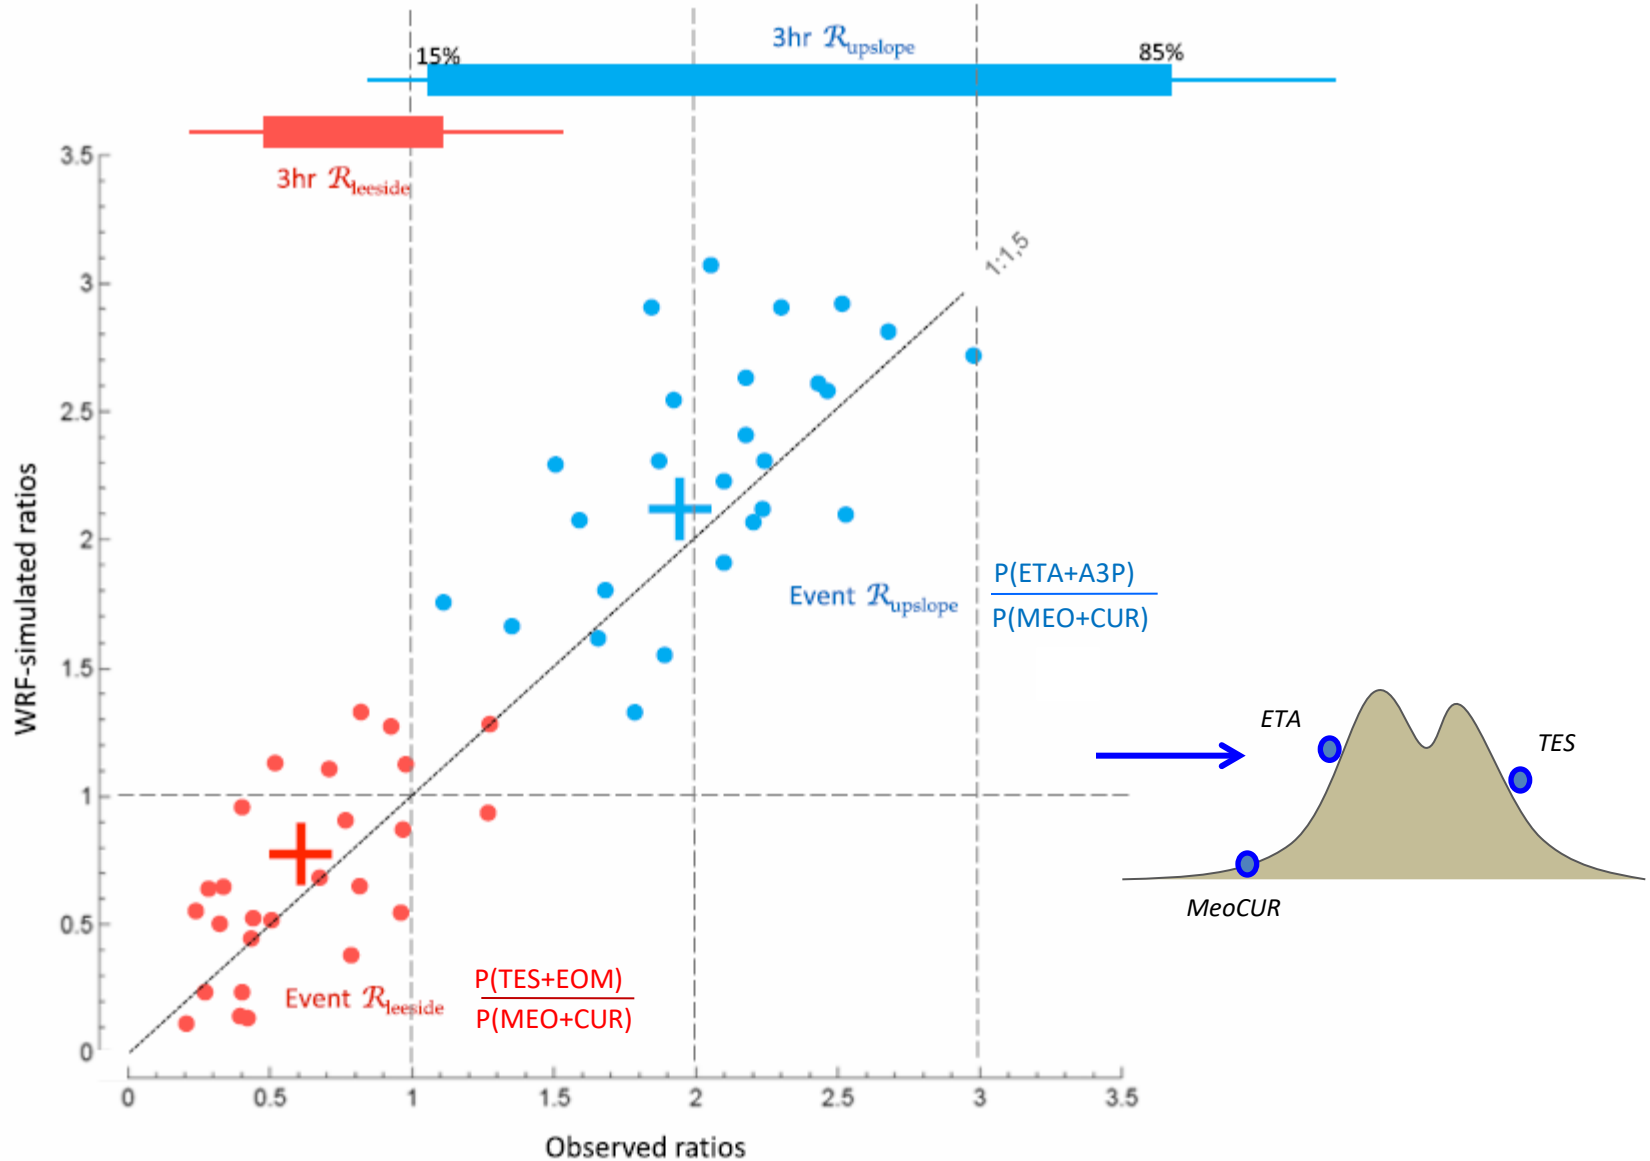 3hr ℛupslope
15%
85%
3hr ℛleeside
3.5
3
2.5
2
1.5
1
0.5
0
1:1,5
WRF-simulated ratios
Event ℛupslope
P(ETA+A3P)
P(MEO+CUR)
ETA
TES
MeoCUR
Event ℛleeside
P(TES+EOM)
P(MEO+CUR)
0
0.5
1
1.5
2
2.5
3
3.5
Observed ratios